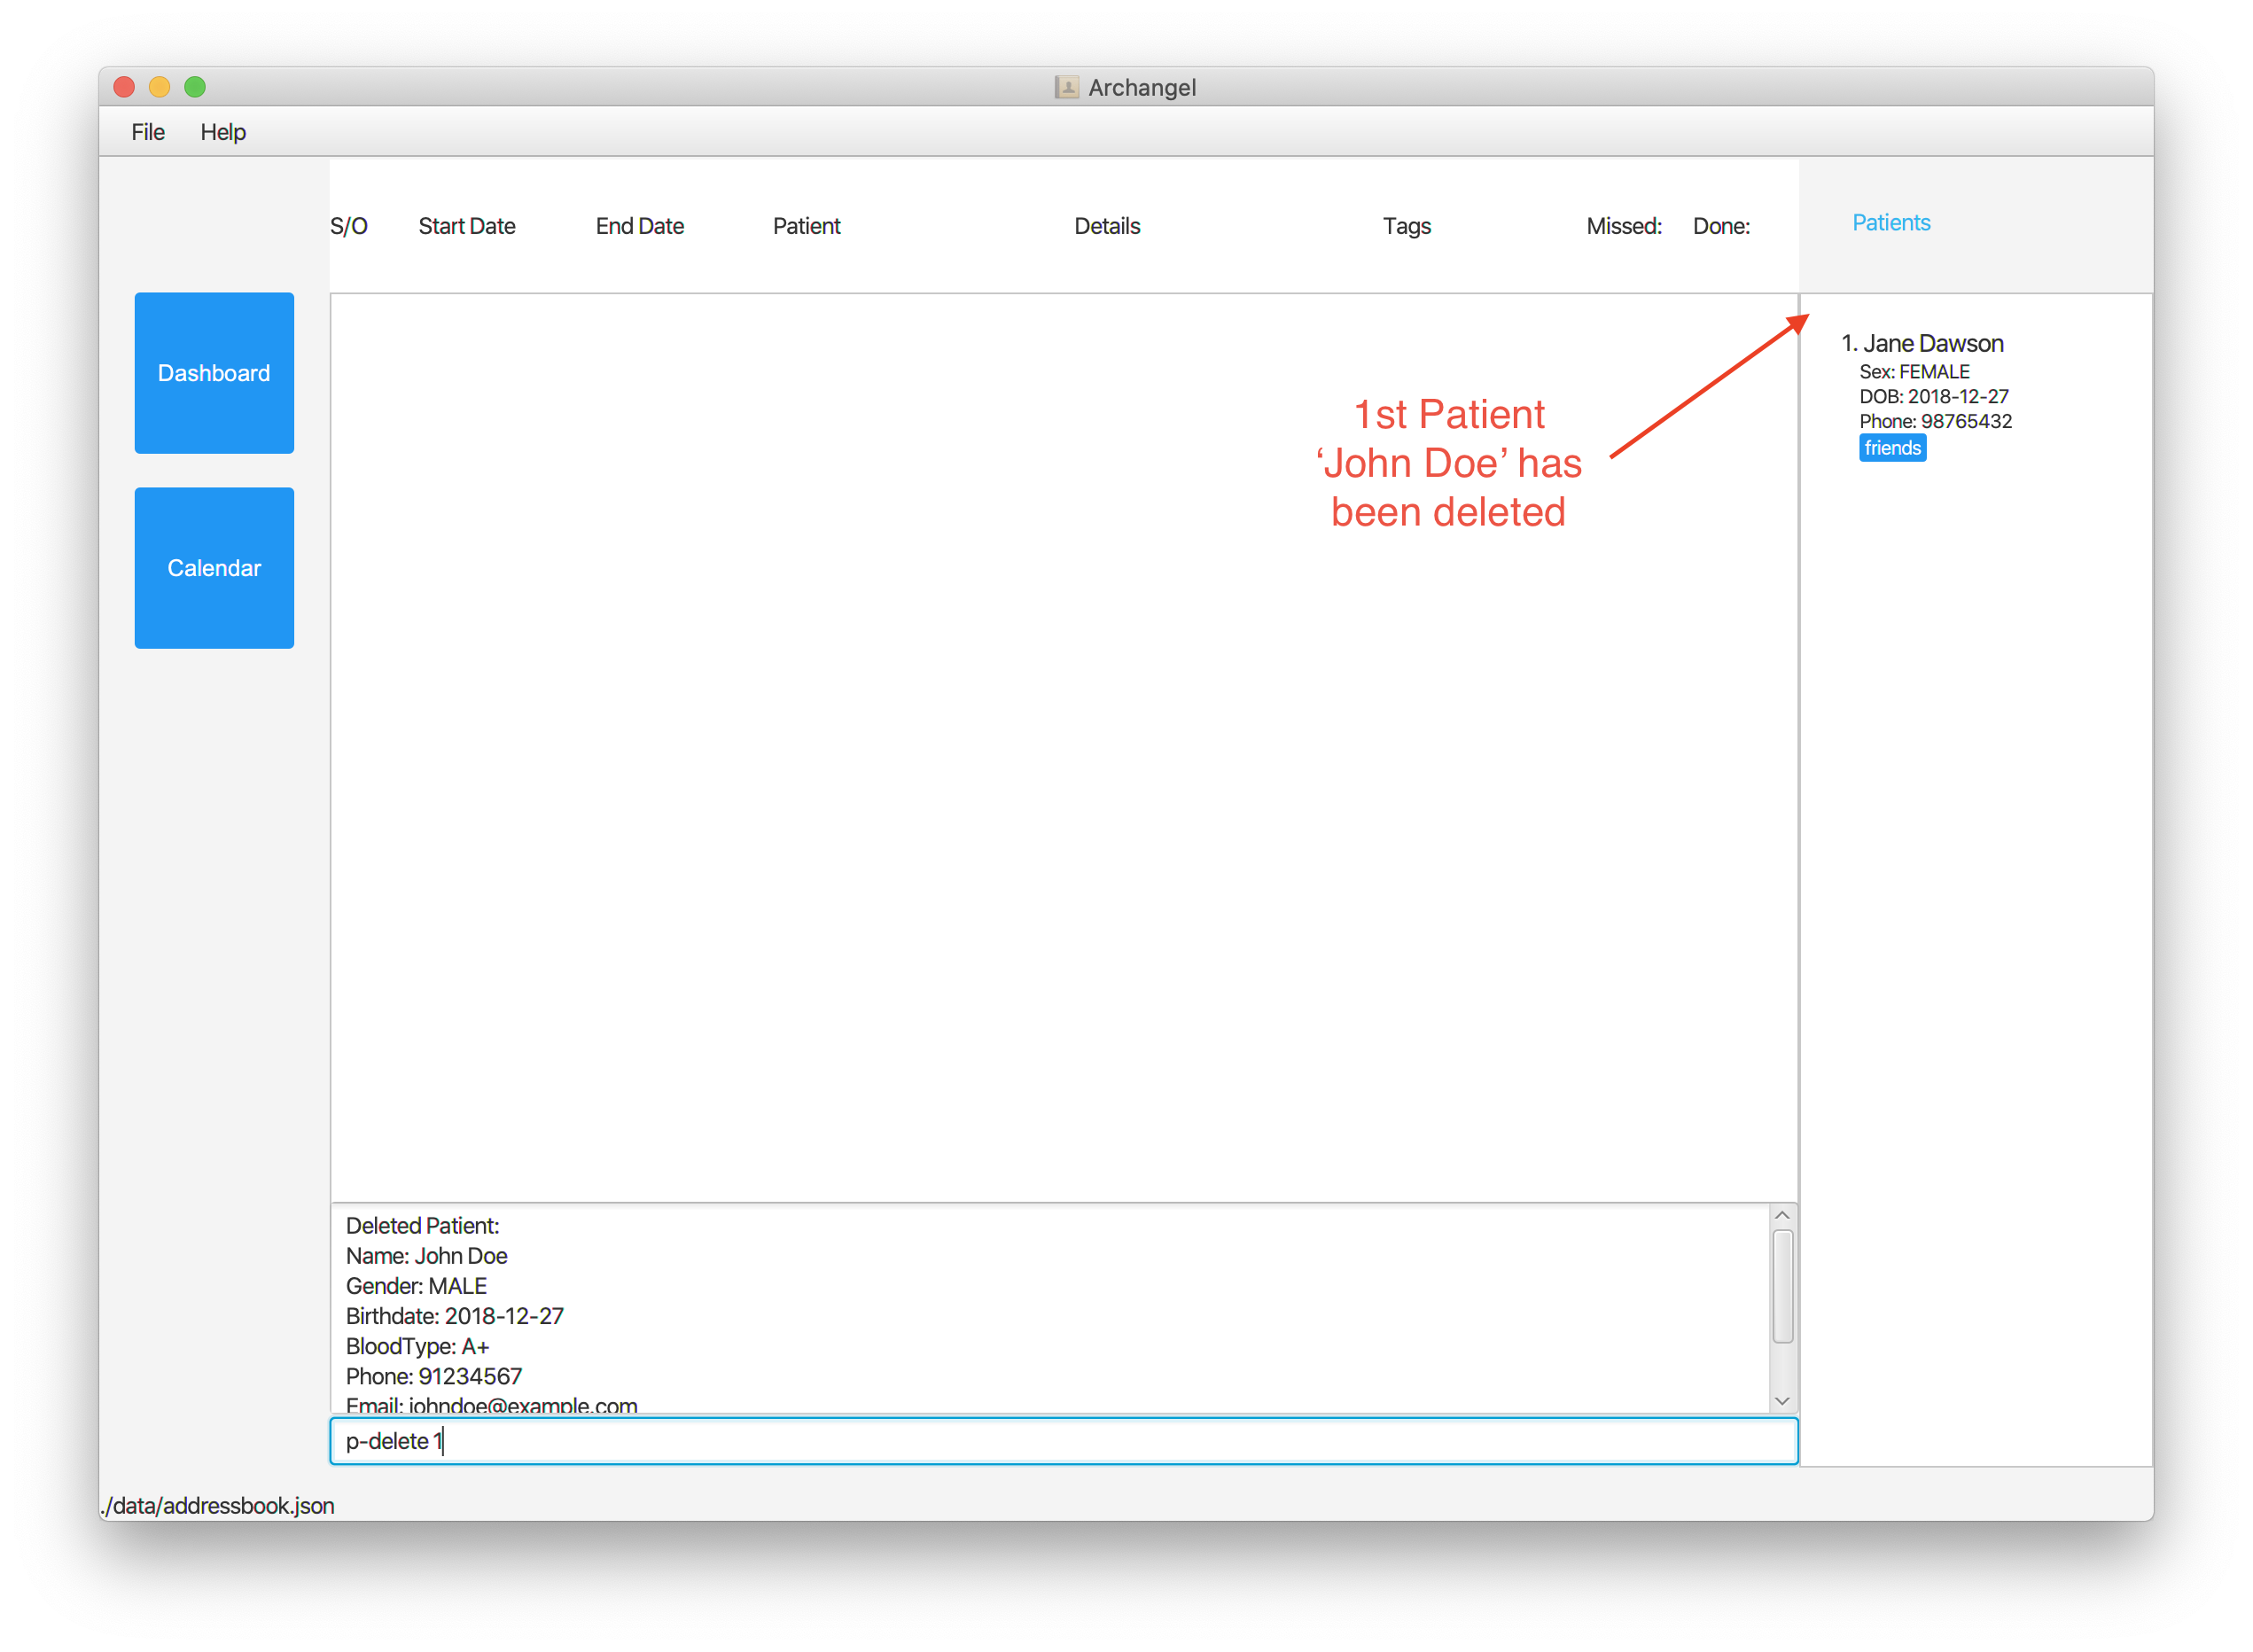 Archangel
File Help
S/O Start Date End Date Patient Details Tags Missed: Done: Patients
Dashboard
Calendar
1. Jane Dawson
Sex: FEMALE
DOB: 2018-12-27
Phone: 98765432
friends
1st Patient
‘John Doe’ has
been deleted
Deleted Patient:
Name: John Doe
Gender: MALE
Birthdate: 2018-12-27
BloodType: A+
Phone: 91234567
Email: johndoe@example.com
p-delete 1
./data/addressbook.json